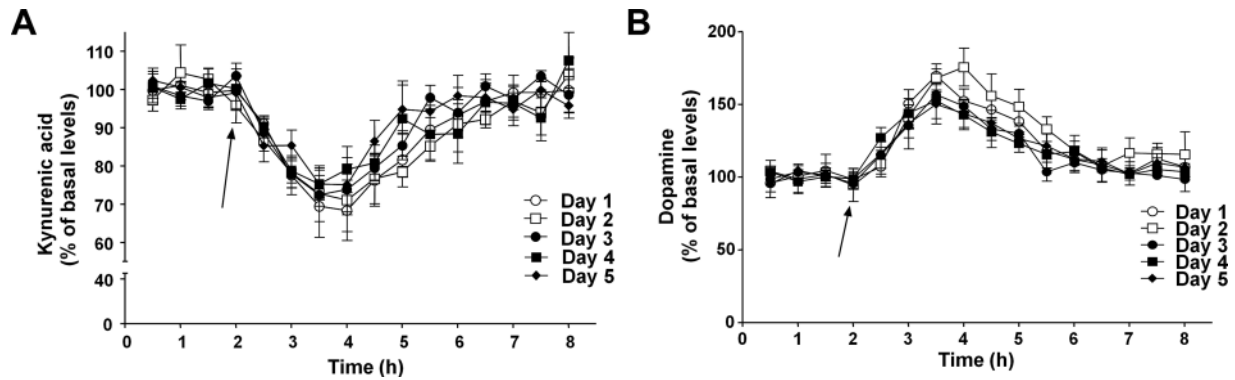 A
Kynurenic acid
(% of basal levels)
110
100
90
80
70
60
40
0
0 1 2 3 4 5 6 7 8
Time (h)
Day 1
Day 2
Day 3
Day 4
Day 5
B
Dopamine
(% of basal levels)
200
150
100
50
0
0 1 2 3 4 5 6 7 8
Time (h)
Day 1
Day 2
Day 3
Day 4
Day 5